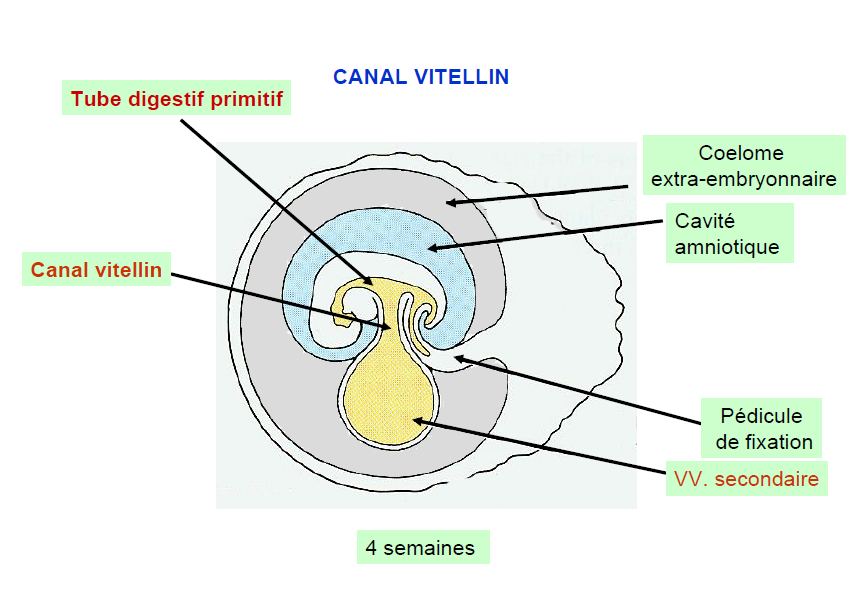 CANAL VITELLIN
Tube digestif primitif
Coelome
extra-embryonnaire
Cavité
amniotique
Canal vitellin
Pédicule
de fixation
VV. secondaire
4 semaines